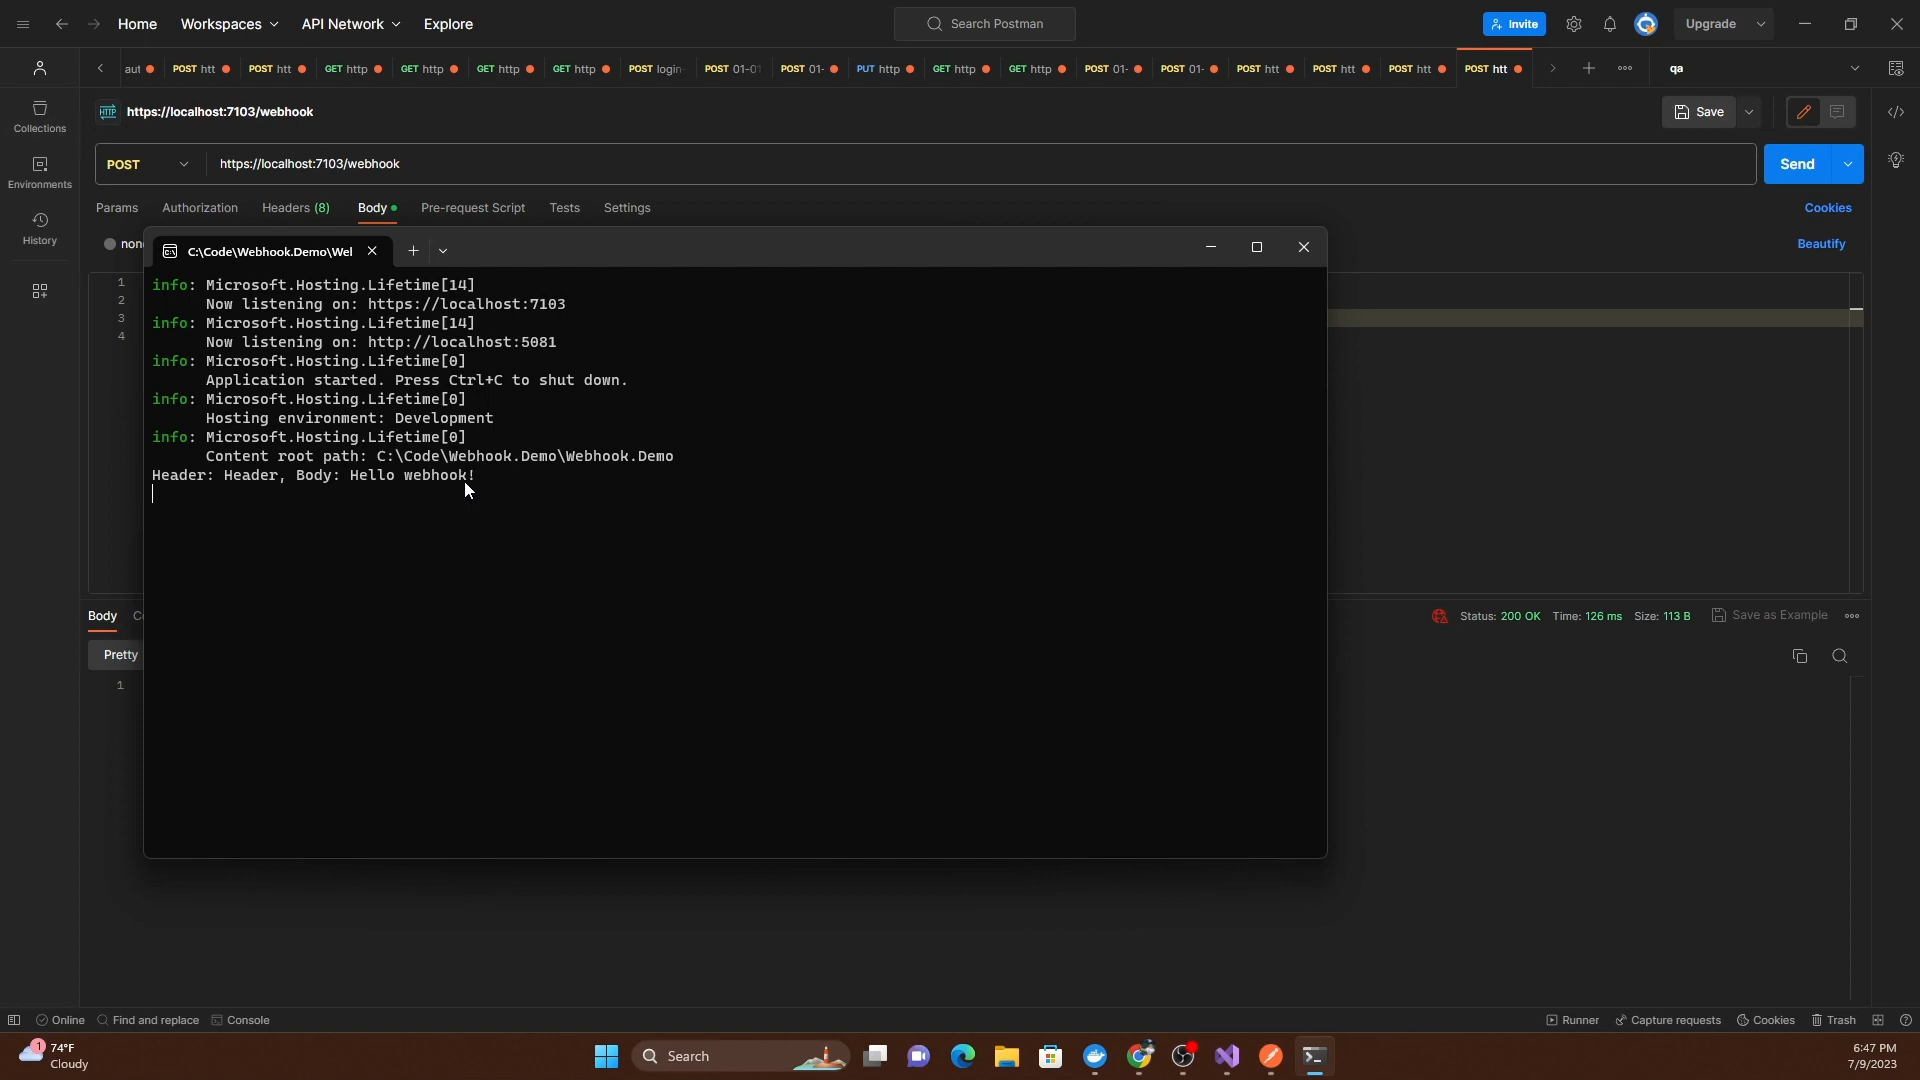 Home Workspaces API Network Explore Search Postman Invite Upgrade
aut POST htt POST htt GET http GET http GET http GET http POST login POST 01-01 POST 01- PUT http GET http GET http POST 01- POST 01- POST htt POST htt POST htt POST htt qa
HTTP https://localhost:7103/webhook Save
POST https://localhost:7103/webhook Send
Params Authorization Headers (8) Body Pre-request Script Tests Settings Cookies
Beautify
Collections
Environments
History
C:\Code\Webhook.Demo\Wel
1
2
3
4
info: Microsoft.Hosting.Lifetime[14]
Now listening on: https://localhost:7103
info: Microsoft.Hosting.Lifetime[14]
Now listening on: http://localhost:5081
info: Microsoft.Hosting.Lifetime[0]
Application started. Press Ctrl+C to shut down.
info: Microsoft.Hosting.Lifetime[0]
Hosting environment: Development
info: Microsoft.Hosting.Lifetime[0]
Content root path: C:\Code\Webhook.Demo\Webhook.Demo
Header: Header, Body: Hello webhook!
Body Status: 200 OK Time: 126 ms Size: 113 B Save as Example
Pretty
1
Online Find and replace Console Runner Capture requests Cookies Trash
1 74°F
Cloudy
Search
6:47 PM
7/9/2023